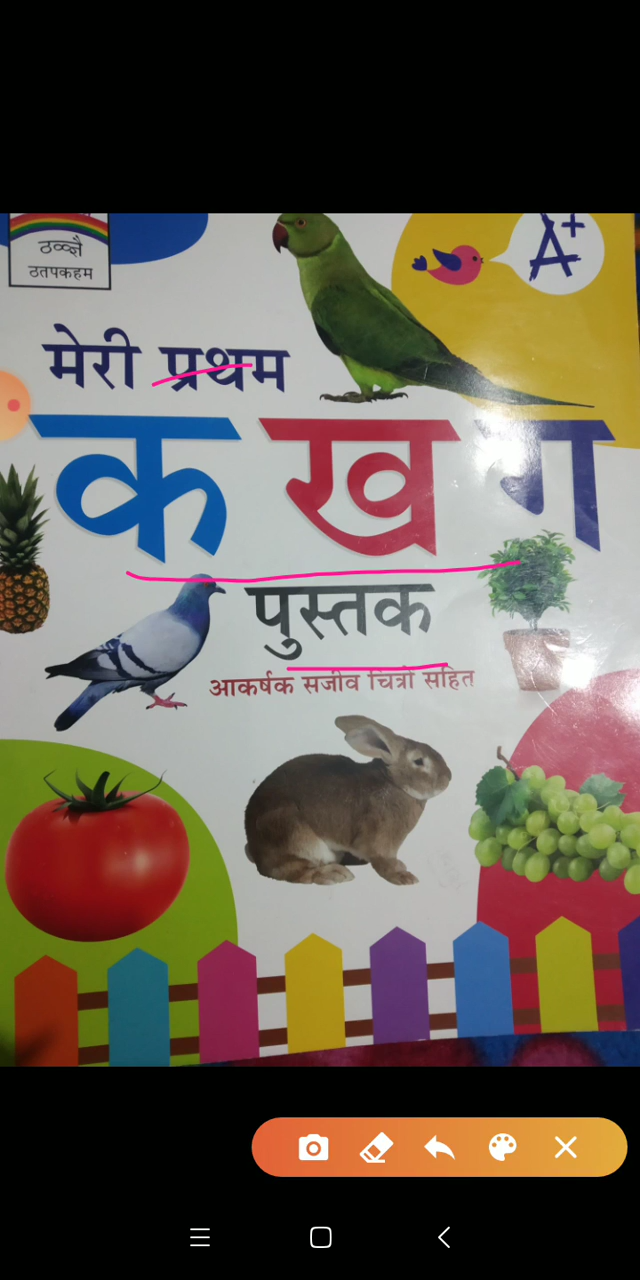 A+
ठव्व्ज्ञै
ठतपकहम
मेरी प्रथम
क ख ग
पुस्तक
आकर्षक सजीव चित्रों सहित